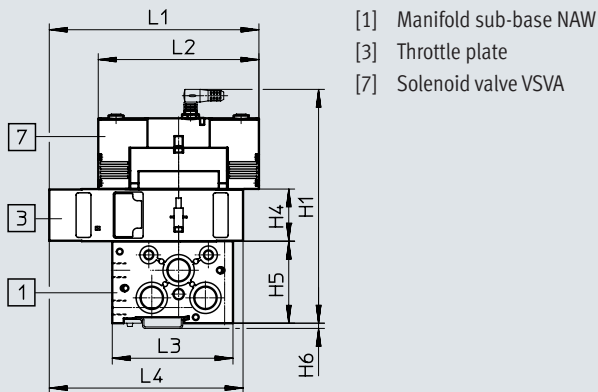 L1
L2
[1] Manifold sub-base NAW
[3] Throttle plate
[7] Solenoid valve VSVA
7
3
1
H1
H4
H5
H6
L3
L4